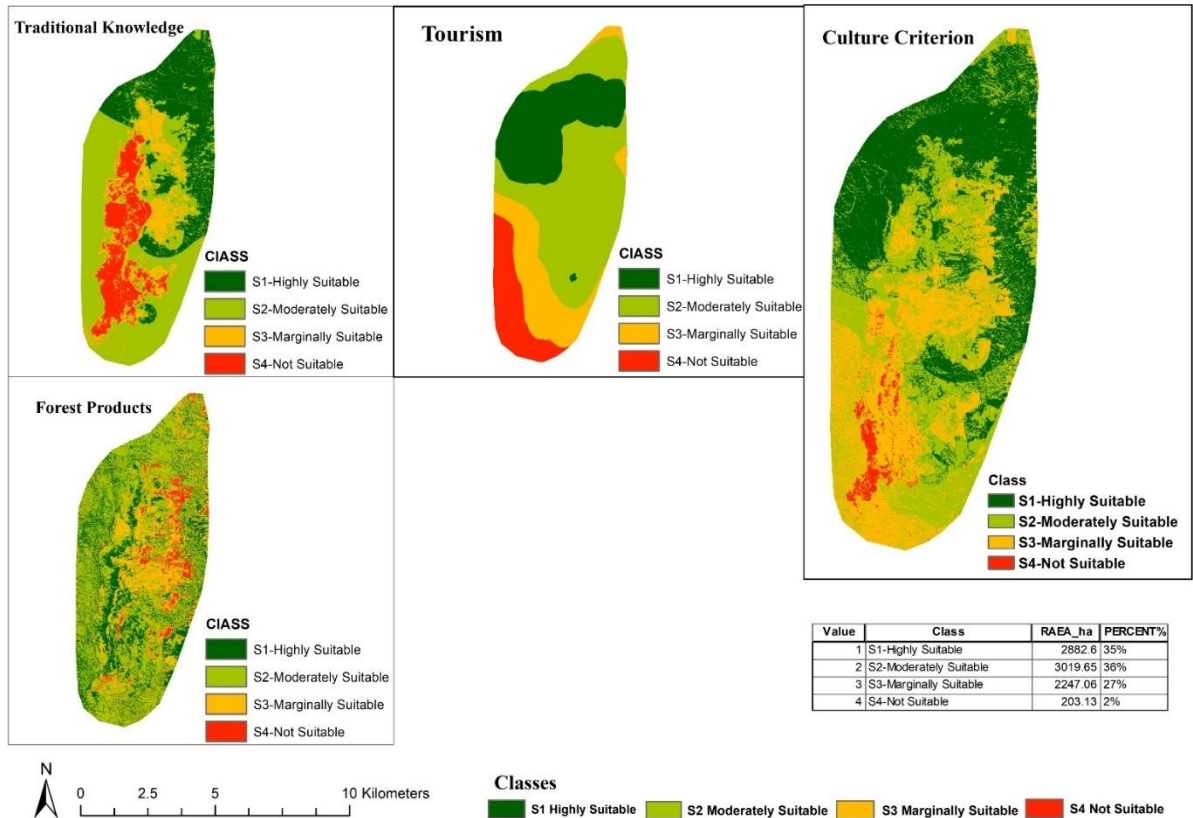 Traditional Knowledge
ClASS
S1-Highly Suitable
S2-Moderately Suitable
S3-Marginally Suitable
S4-Not Suitable
Tourism
CIASS
S1-Highly Suitable
S2-Moderately Suitable
S3-Marginally Suitable
S4-Not Suitable
Culture Criterion
Class
S1-Highly Suitable
S2-Moderately Suitable
S3-Marginally Suitable
S4-Not Suitable
Forest Products
CIASS
S1-Highly Suitable
S2-Moderately Suitable
S3-Marginally Suitable
S4-Not Suitable
Value Class RAEA_ha PERCENT%
1 S1-Highly Suitable 2882.6 35%
2 S2-Moderately Suitable 3019.65 36%
3 S3-Marginally Suitable 2247.06 27%
4 S4-Not Suitable 203.13 2%
N
0 2.5 5 10 Kilometers
Classes
S1 Highly Suitable S2 Moderately Suitable S3 Marginally Suitable S4 Not Suitable